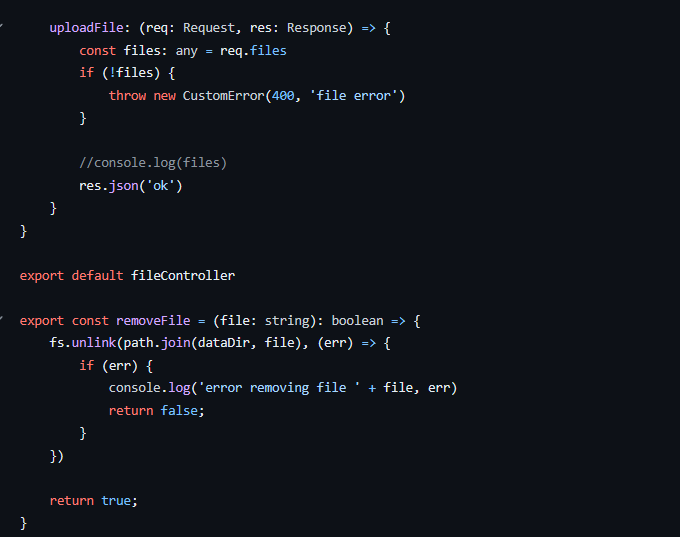 uploadFile: (req: Request, res: Response) => {
const files: any = req.files
if (!files) {
throw new CustomError(400, 'file error')
}
//console.log(files)
res.json('ok')
}
}
export default fileController
export const removeFile = (file: string): boolean => {
fs.unlink(path.join(dataDir, file), (err) => {
if (err) {
console.log('error removing file ' + file, err)
return false;
}
})
return true;
}